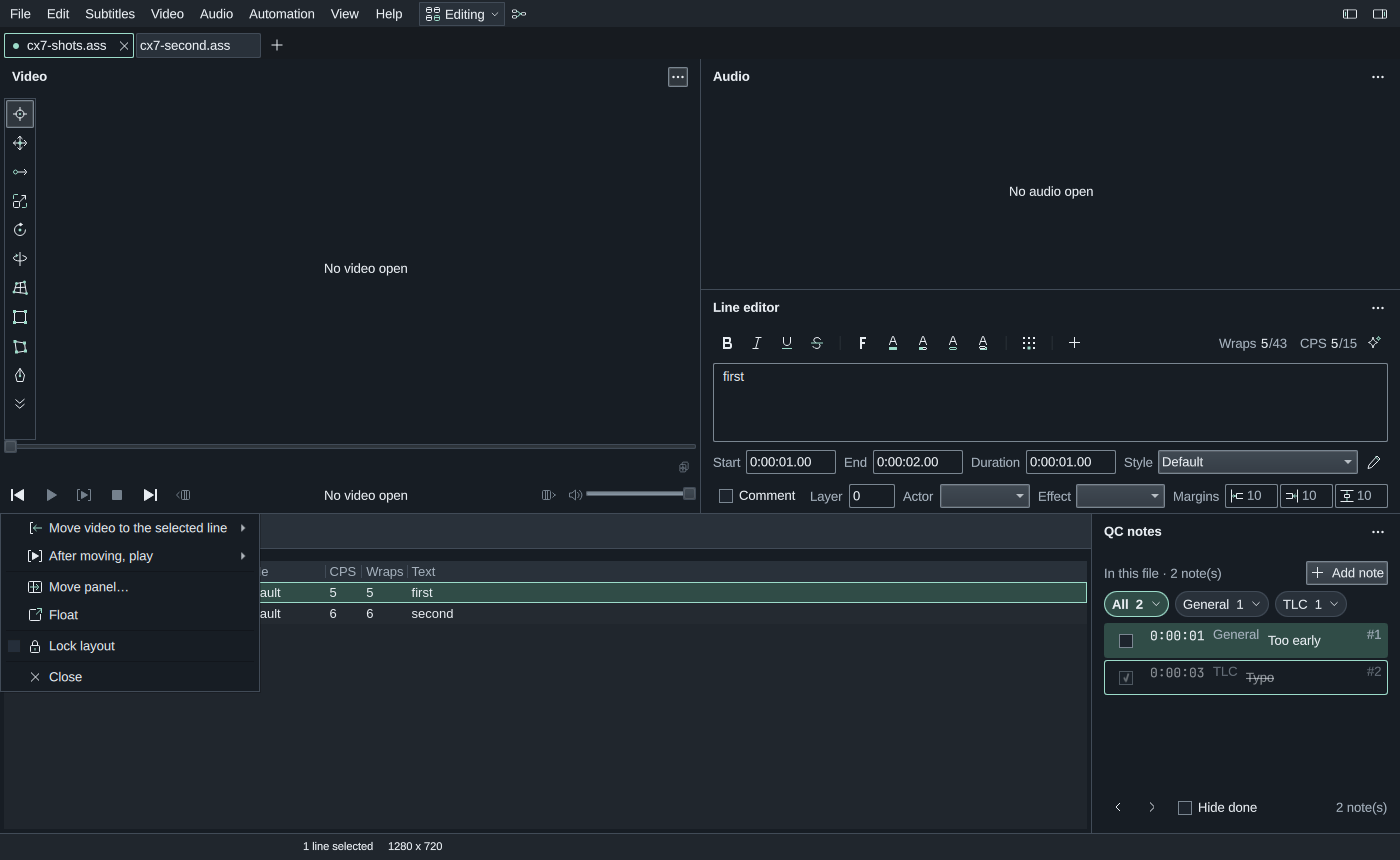 File Edit Subtitles Video Audio Automation View Help Editing
cx7-shots.ass cx7-second.ass
Video
No video open
No video open
Audio
No audio open
Line editor
B I U S F A A A A Wraps 5/43 CPS 5/15
first
Start 0:00:01.00 End 0:00:02.00 Duration 0:00:01.00 Style Default
Comment Layer 0 Actor Effect Margins 10 10 10
Move video to the selected line
After moving, play
Move panel…
Float
Lock layout
Close
e CPS Wraps Text
ault 5 5 first
ault 6 6 second
QC notes
In this file · 2 note(s) Add note
All 2 General 1 TLC 1
0:00:01 General Too early #1
0:00:03 TLC Typo #2
Hide done 2 note(s)
1 line selected 1280 x 720